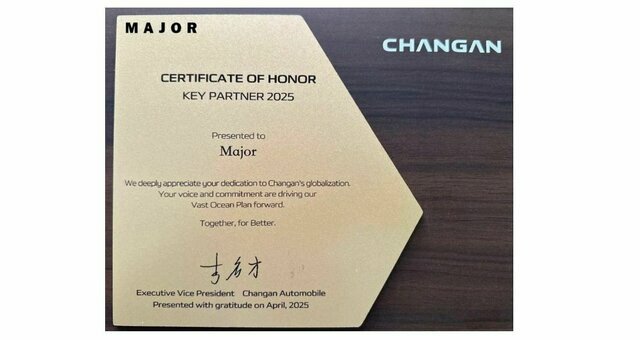 MAJOR
CHANGAN
CERTIFICATE OF HONOR
KEY PARTNER 2025
Presented to
Major
We deeply appreciate your dedication to Changan's globalization.
Your voice and commitment are driving our
Vast Ocean Plan forward.
Together, for Better.
Executive Vice President Changan Automobile
Presented with gratitude on April, 2025